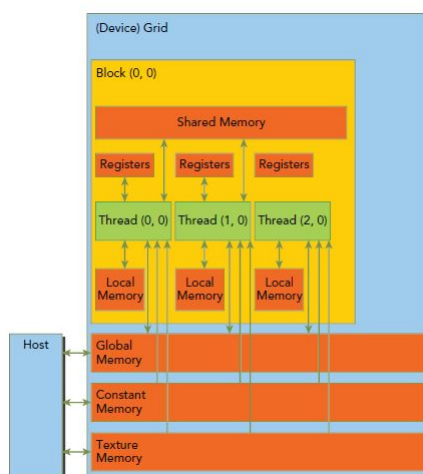 (Device) Grid
Block (0, 0)
Shared Memory
Registers
Registers
Registers
Thread (0, 0)
Thread (1, 0)
Thread (2, 0)
Local
Memory
Local
Memory
Local
Memory
Host
Global
Memory
Constant
Memory
Texture
Memory